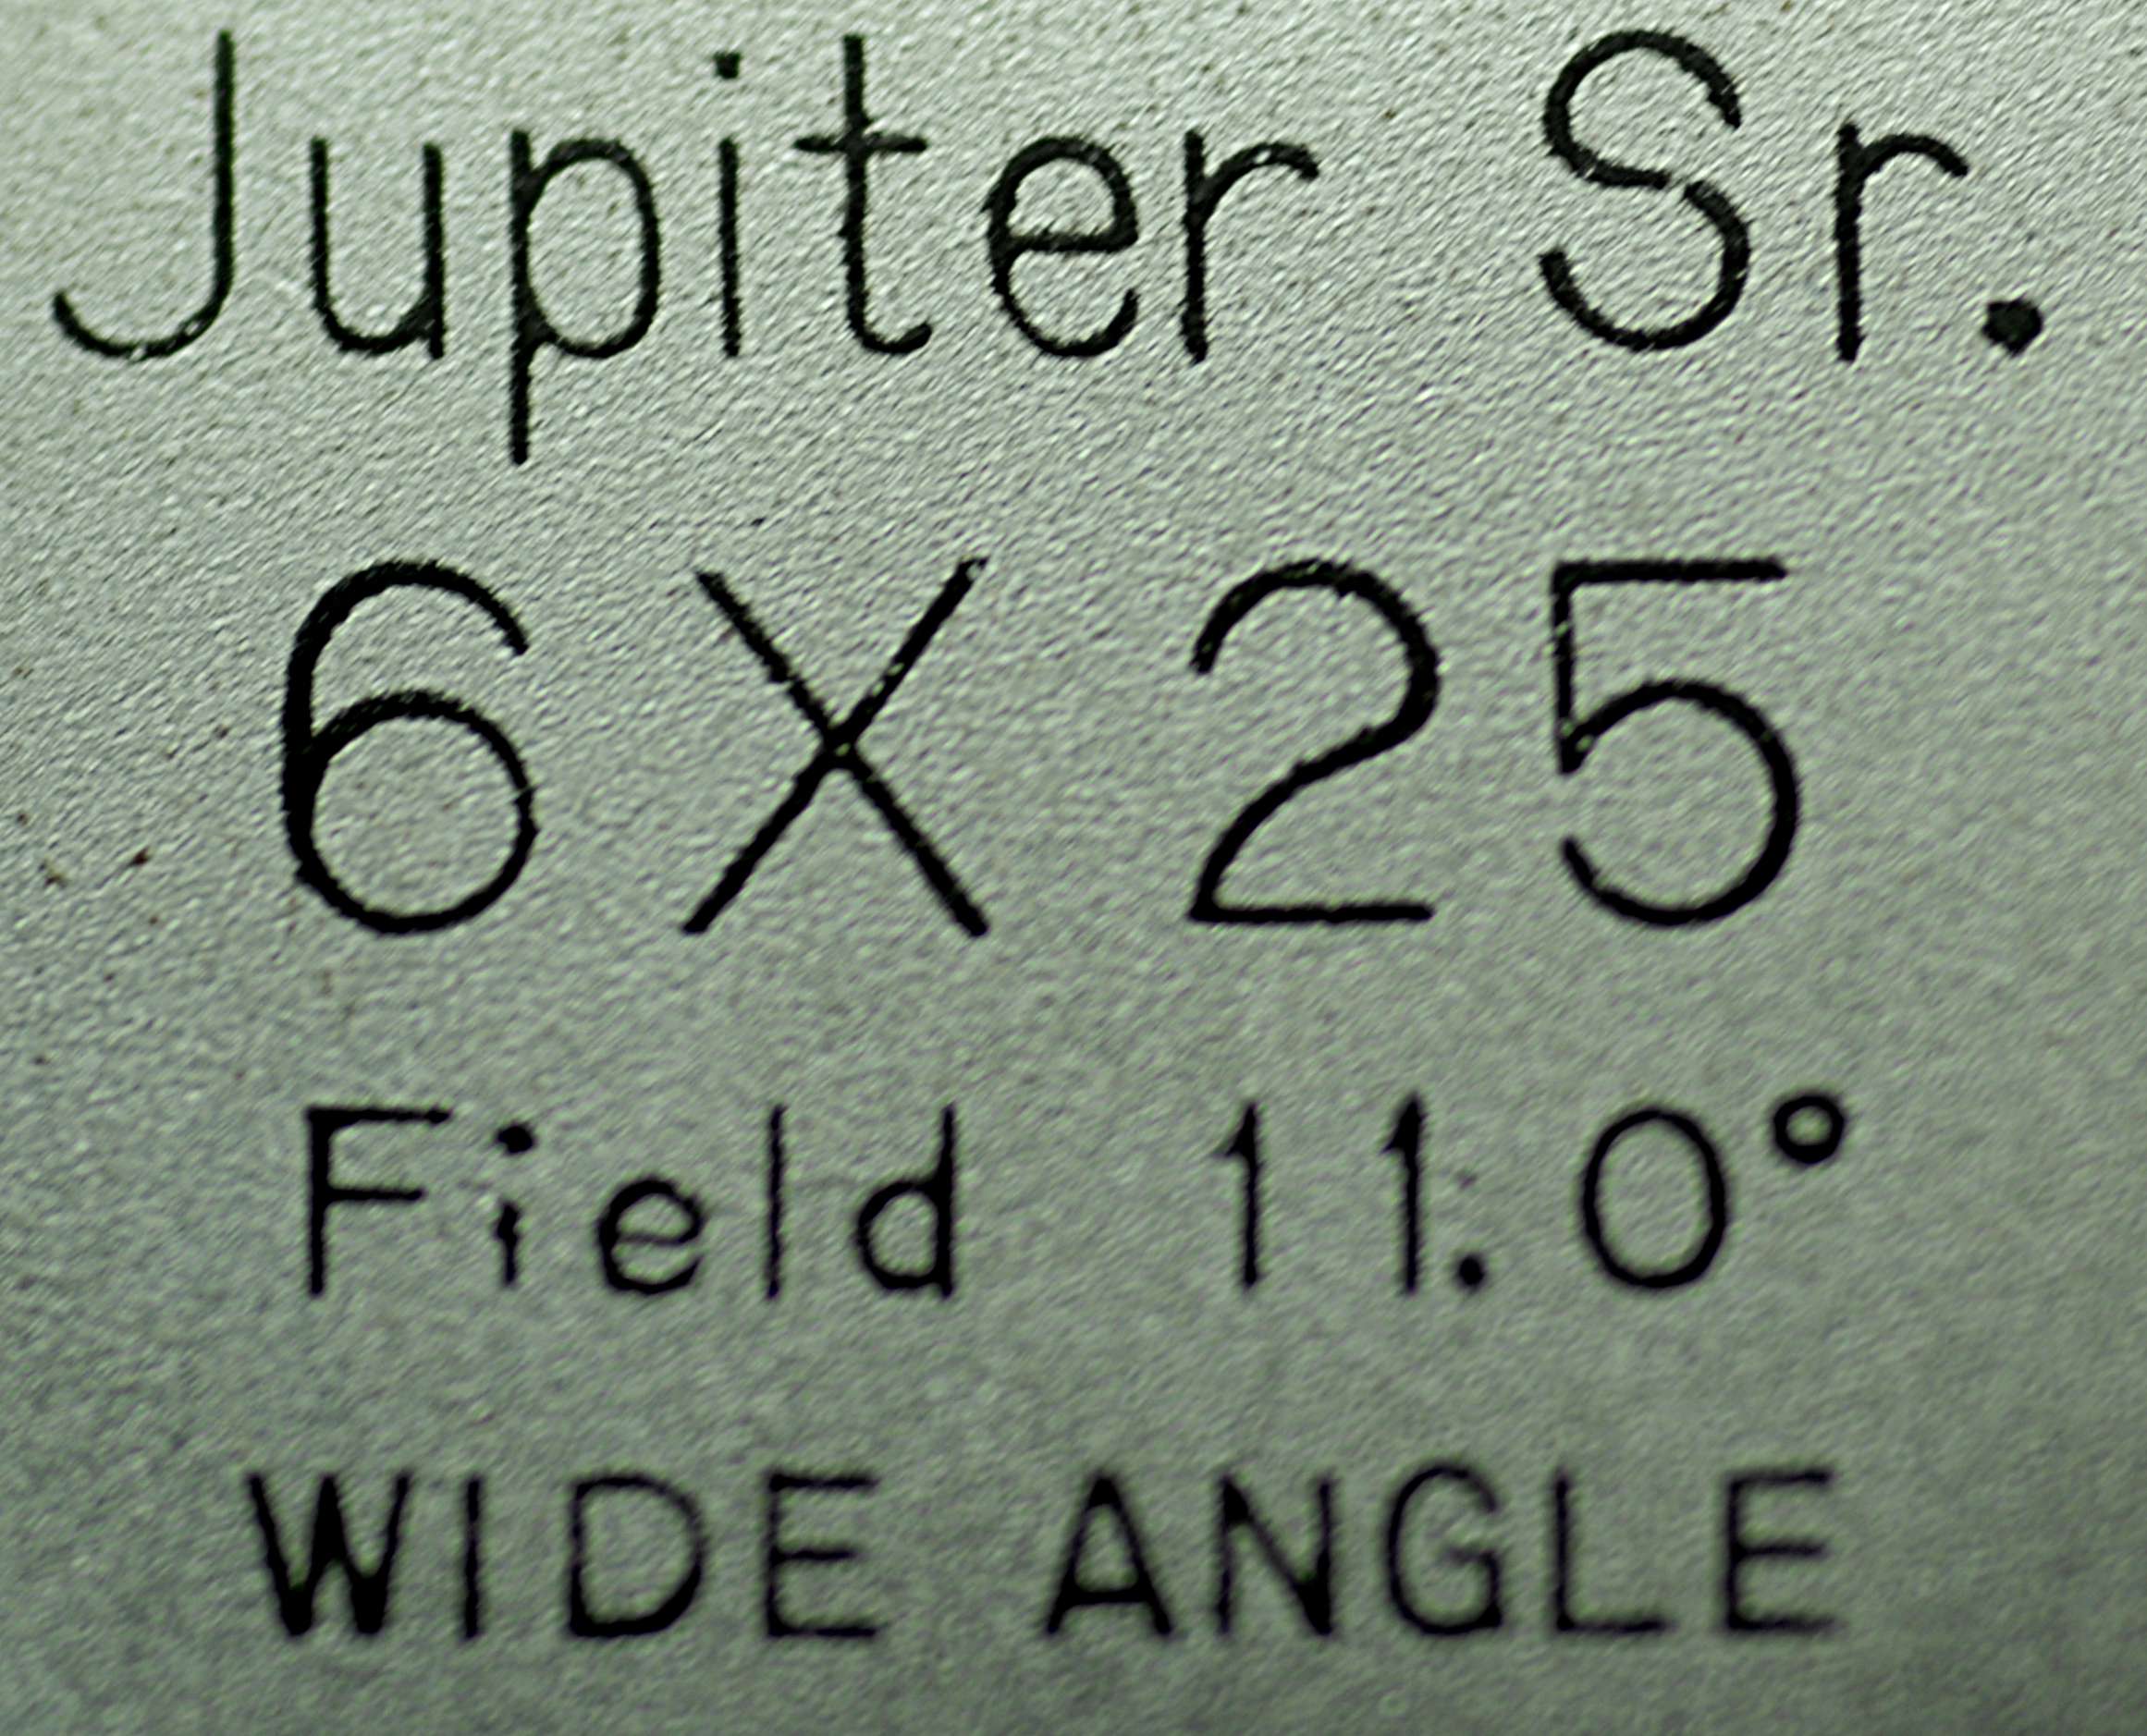 Jupiter Sr.
6X25
Field 11.0°
WIDE ANGLE